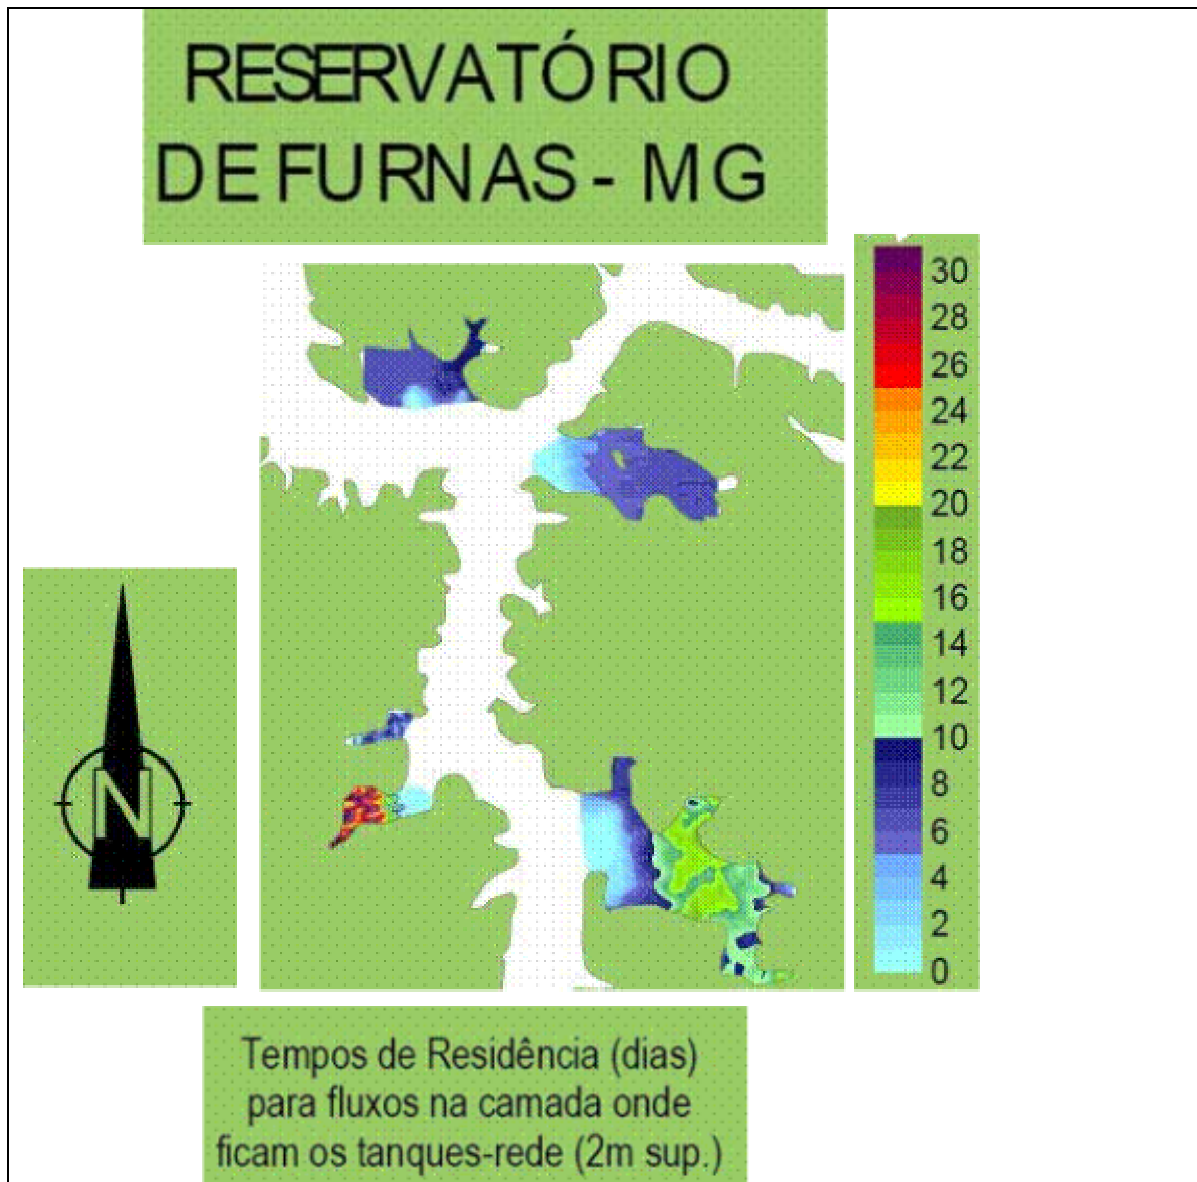 RESERVATÓRIO
DE FURNAS - MG
30
28
26
24
22
20
18
16
14
12
10
8
6
4
2
0
N
Tempos de Residência (dias)
para fluxos na camada onde
ficam os tanques-rede (2m sup.)